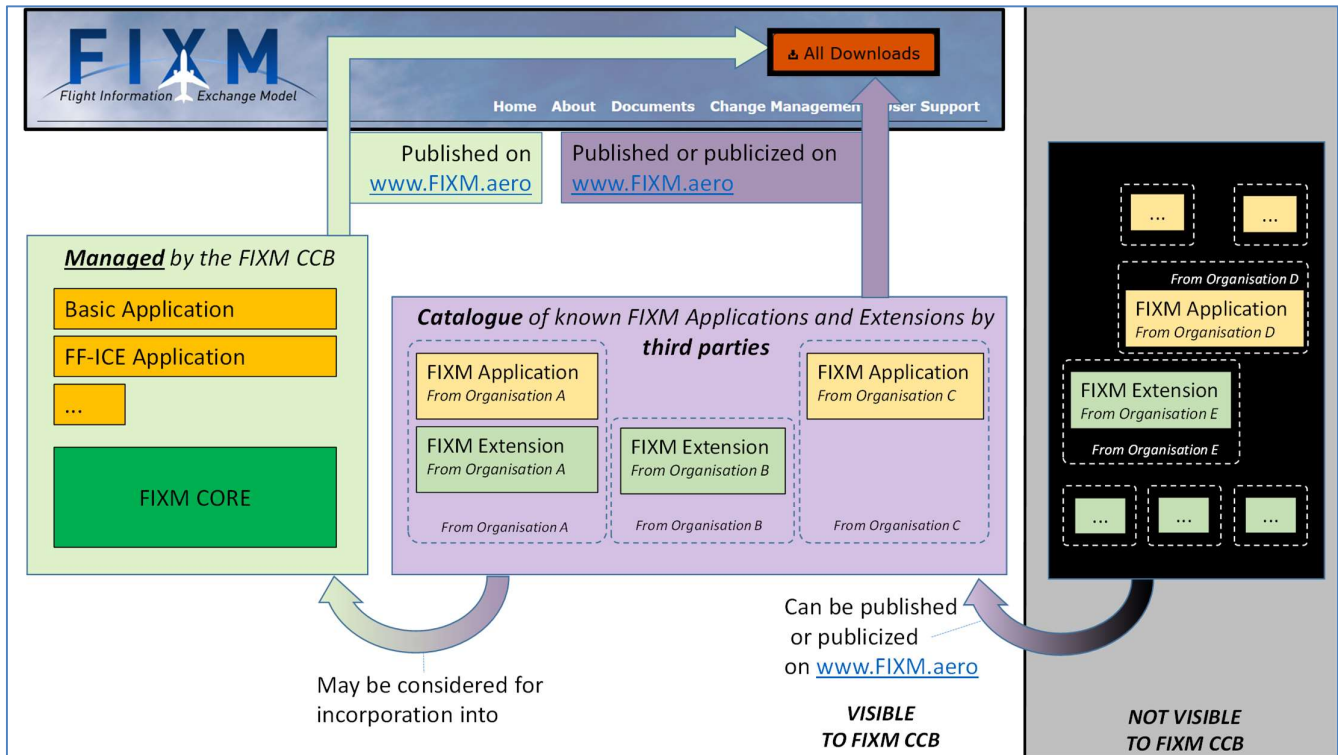 FIXM
Flight Information Exchange Model
All Downloads
Home About Documents Change Management User Support
Published on
www.FIXM.aero
Published or publicized on
www.FIXM.aero
Managed by the FIXM CCB
Basic Application
FF-ICE Application
...
FIXM CORE
Catalogue of known FIXM Applications and Extensions by
third parties
FIXM Application
From Organisation A
FIXM Extension
From Organisation A
From Organisation A
FIXM Extension
From Organisation B
From Organisation B
FIXM Application
From Organisation C
From Organisation C
...
...
From Organisation D
FIXM Application
From Organisation D
FIXM Extension
From Organisation E
From Organisation E
...
...
...
May be considered for
incorporation into
Can be published
or publicized
on www.FIXM.aero
VISIBLE
TO FIXM CCB
NOT VISIBLE
TO FIXM CCB